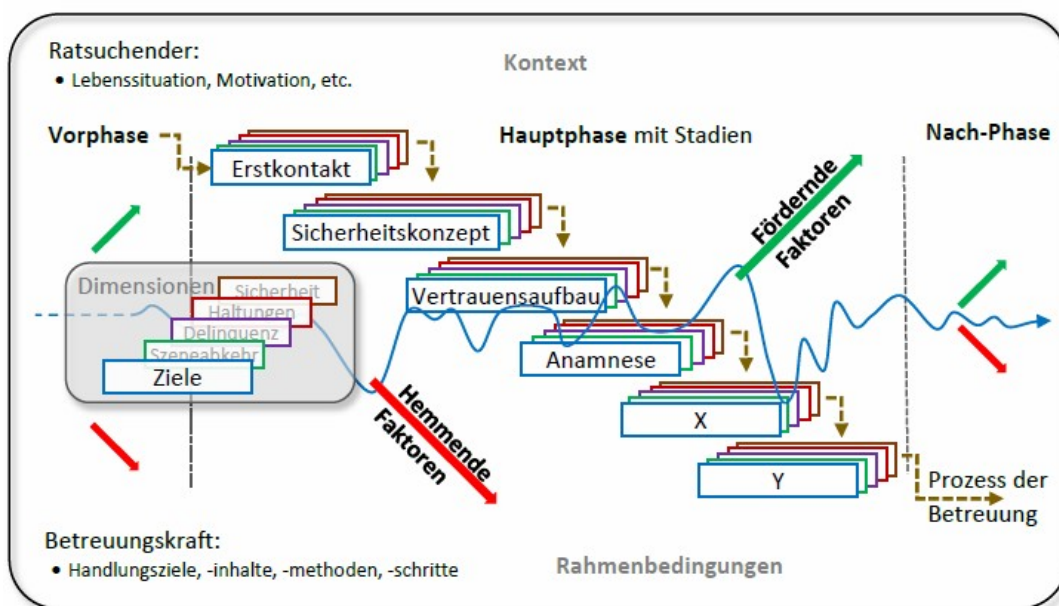 Ratsuchender:
• Lebenssituation, Motivation, etc.
Kontext
Vorphase
Hauptphase mit Stadien
Nach-Phase
Erstkontakt
Sicherheitskonzept
Fördernde
Faktoren
Vertrauensaufbau
Dimensionen
Sicherheit
Haltungen
Delinquenz
Szeneabkehr
Ziele
Anamnese
Hemmende
Faktoren
X
Y
Prozess der
Betreuung
Betreuungskraft:
• Handlungsziele, -inhalte, -methoden, -schritte
Rahmenbedingungen